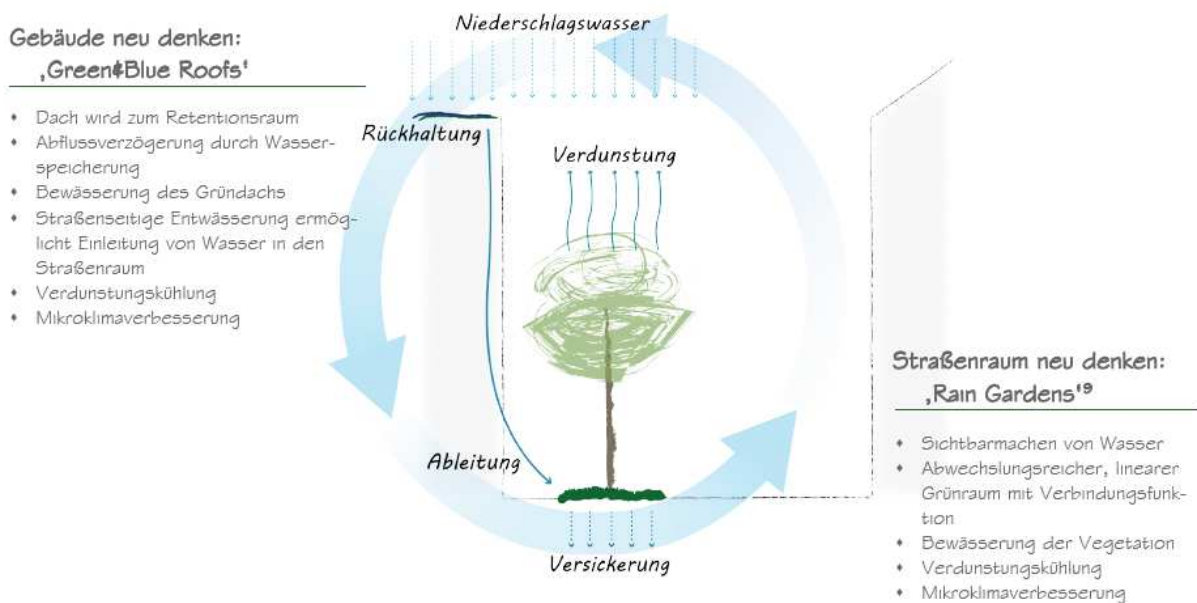 Gebäude neu denken:
‚Green&Blue Roofs'
• Dach wird zum Retentionsraum
• Abflussverzögerung durch Wasser-
speicherung
• Bewässerung des Gründachs
• Straßenseitige Entwässerung ermög-
licht Einleitung von Wasser in den
Straßenraum
• Verdunstungskühlung
• Mikroklimaverbesserung
Niederschlagswasser
Rückhaltung
Verdunstung
Ableitung
Versickerung
Straßenraum neu denken:
‚Rain Gardens'⁹
• Sichtbarmachen von Wasser
• Abwechslungsreicher, linearer
Grünraum mit Verbindungsfunk-
tion
• Bewässerung der Vegetation
• Verdunstungskühlung
• Mikroklimaverbesserung